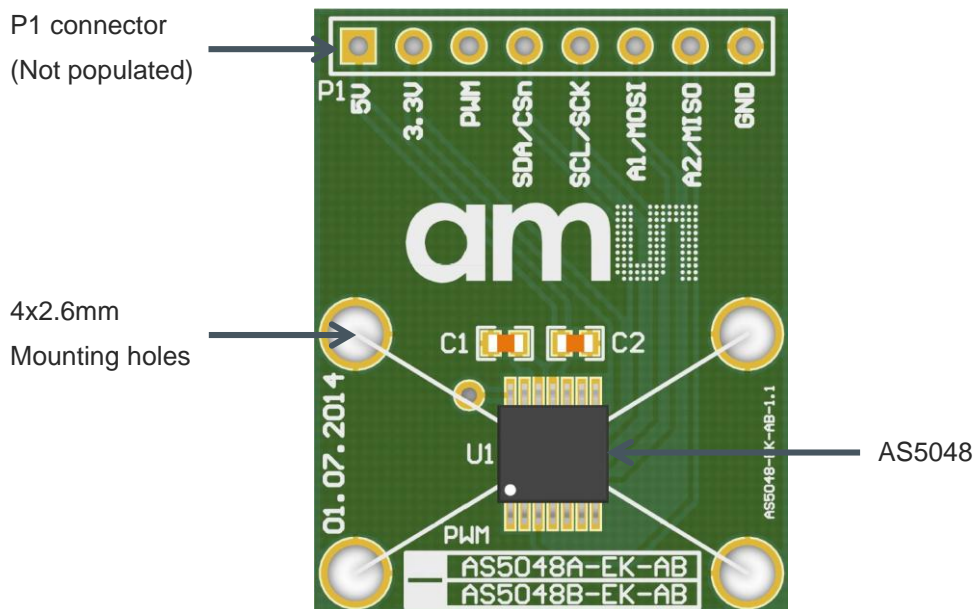 P1 connector
(Not populated)
P1
5V
3.3V
PWM
SDA/CSn
SCL/SCK
A1/MOSI
A2/MISO
GND
am
4x2.6mm
Mounting holes
C1
C2
01.07.2014
U1
AS5048-EK-AB-1.1
AS5048
PWM
AS5048A-EK-AB
AS5048B-EK-AB